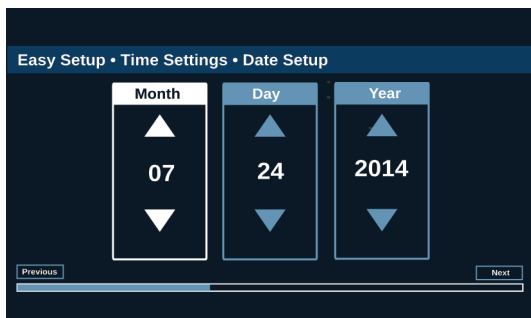 Easy Setup • Time Settings • Date Setup
Month Day Year
07 24 2014
Previous Next